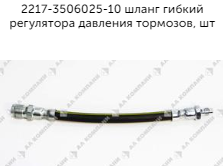 2217-3506025-10 шланг гибкий
регулятора давления тормозов, шт